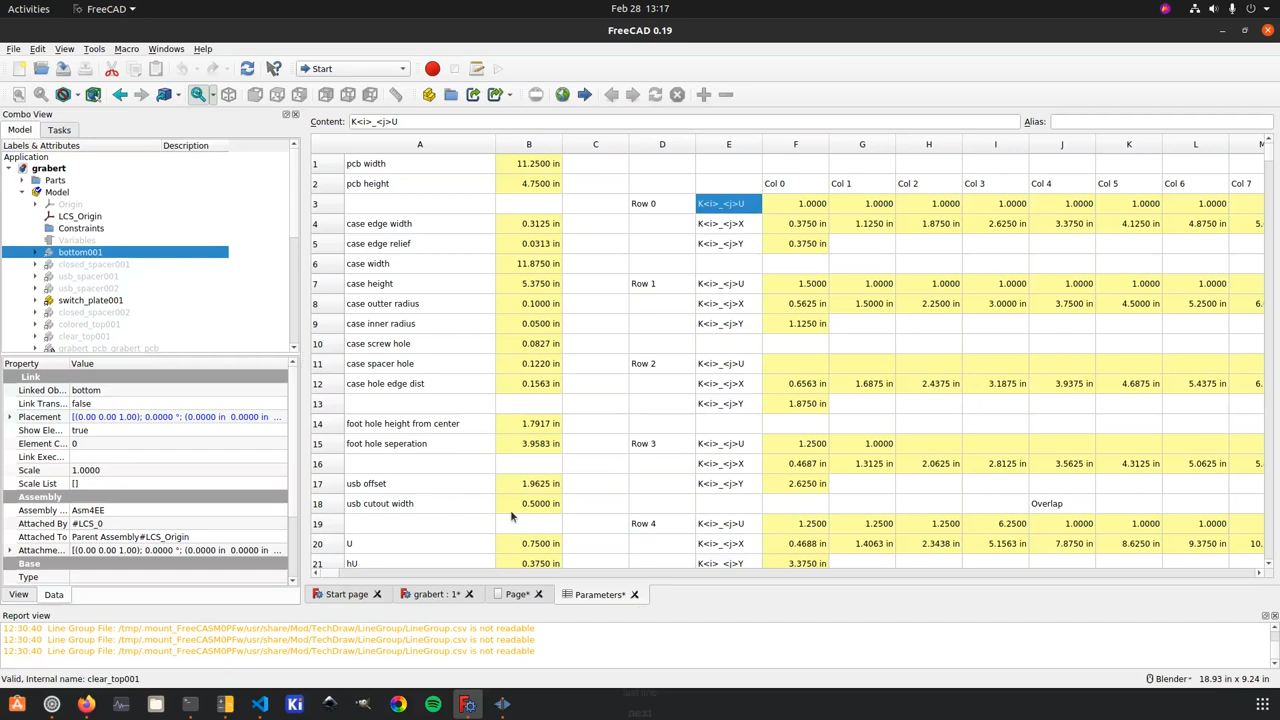 Activities
FreeCAD
Feb 28 13:17
FreeCAD 0.19
File Edit View Tools Macro Windows Help
Start
Combo View
Model Tasks
Labels & Attributes Description
Application
grabert
Parts
Model
Origin
LCS_Origin
Constraints
Variables
bottom001
closed_spacer001
usb_spacer001
usb_spacer002
switch_plate001
closed_spacer002
colored_top001
clear_top001
grabert_pcb_grabert_pcb
Property Value
Link
Linked Ob... bottom
Link Trans... false
Placement [(0.00 0.00 1.00); 0.0000 °; (0.0000 in 0.0000 in ...
Show Ele... true
Element C... 0
Link Exec...
Scale 1.0000
Scale List []
Assembly
Assembly ... Asm4EE
Attached By #LCS_0
Attached To Parent Assembly#LCS_Origin
Attachme... [(0.00 0.00 1.00); 0.0000 °; (0.0000 in 0.0000 in ...
Base
Type
View Data
Content: K<i>_<j>U Alias:
A B C D E F G H I J K L M
1 pcb width 11.2500 in
2 pcb height 4.7500 in Col 0 Col 1 Col 2 Col 3 Col 4 Col 5 Col 6 Col 7
3 Row 0 K<i>_<j>U 1.0000 1.0000 1.0000 1.0000 1.0000 1.0000 1.0000
4 case edge width 0.3125 in K<i>_<j>X 0.3750 in 1.1250 in 1.8750 in 2.6250 in 3.3750 in 4.1250 in 4.8750 in 5.
5 case edge relief 0.0313 in K<i>_<j>Y 0.3750 in
6 case width 11.8750 in
7 case height 5.3750 in Row 1 K<i>_<j>U 1.5000 1.0000 1.0000 1.0000 1.0000 1.0000 1.0000
8 case outter radius 0.1000 in K<i>_<j>X 0.5625 in 1.5000 in 2.2500 in 3.0000 in 3.7500 in 4.5000 in 5.2500 in 6.
9 case inner radius 0.0500 in K<i>_<j>Y 1.1250 in
10 case screw hole 0.0827 in
11 case spacer hole 0.1220 in Row 2 K<i>_<j>U
12 case hole edge dist 0.1563 in K<i>_<j>X 0.6563 in 1.6875 in 2.4375 in 3.1875 in 3.9375 in 4.6875 in 5.4375 in 6.
13 K<i>_<j>Y 1.8750 in
14 foot hole height from center 1.7917 in
15 foot hole seperation 3.9583 in Row 3 K<i>_<j>U 1.2500 1.0000
16 K<i>_<j>X 0.4687 in 1.3125 in 2.0625 in 2.8125 in 3.5625 in 4.3125 in 5.0625 in 5.
17 usb offset 1.9625 in K<i>_<j>Y 2.6250 in
18 usb cutout width 0.5000 in Overlap
19 Row 4 K<i>_<j>U 1.2500 1.2500 1.2500 6.2500 1.0000 1.0000 1.0000
20 U 0.7500 in K<i>_<j>X 0.4688 in 1.4063 in 2.3438 in 5.1563 in 7.8750 in 8.6250 in 9.3750 in 10.
21 hU 0.3750 in K<i>_<j>Y 3.3750 in
Start page grabert : 1* Page* Parameters*
Report view
12:30:40 Line Group File: /tmp/.mount_FreeCASM0PFw/usr/share/Mod/TechDraw/LineGroup/LineGroup.csv is not readable
12:30:40 Line Group File: /tmp/.mount_FreeCASM0PFw/usr/share/Mod/TechDraw/LineGroup/LineGroup.csv is not readable
12:30:40 Line Group File: /tmp/.mount_FreeCASM0PFw/usr/share/Mod/TechDraw/LineGroup/LineGroup.csv is not readable
Valid, Internal name: clear_top001
Blender 18.93 in x 9.24 in
Ki
next